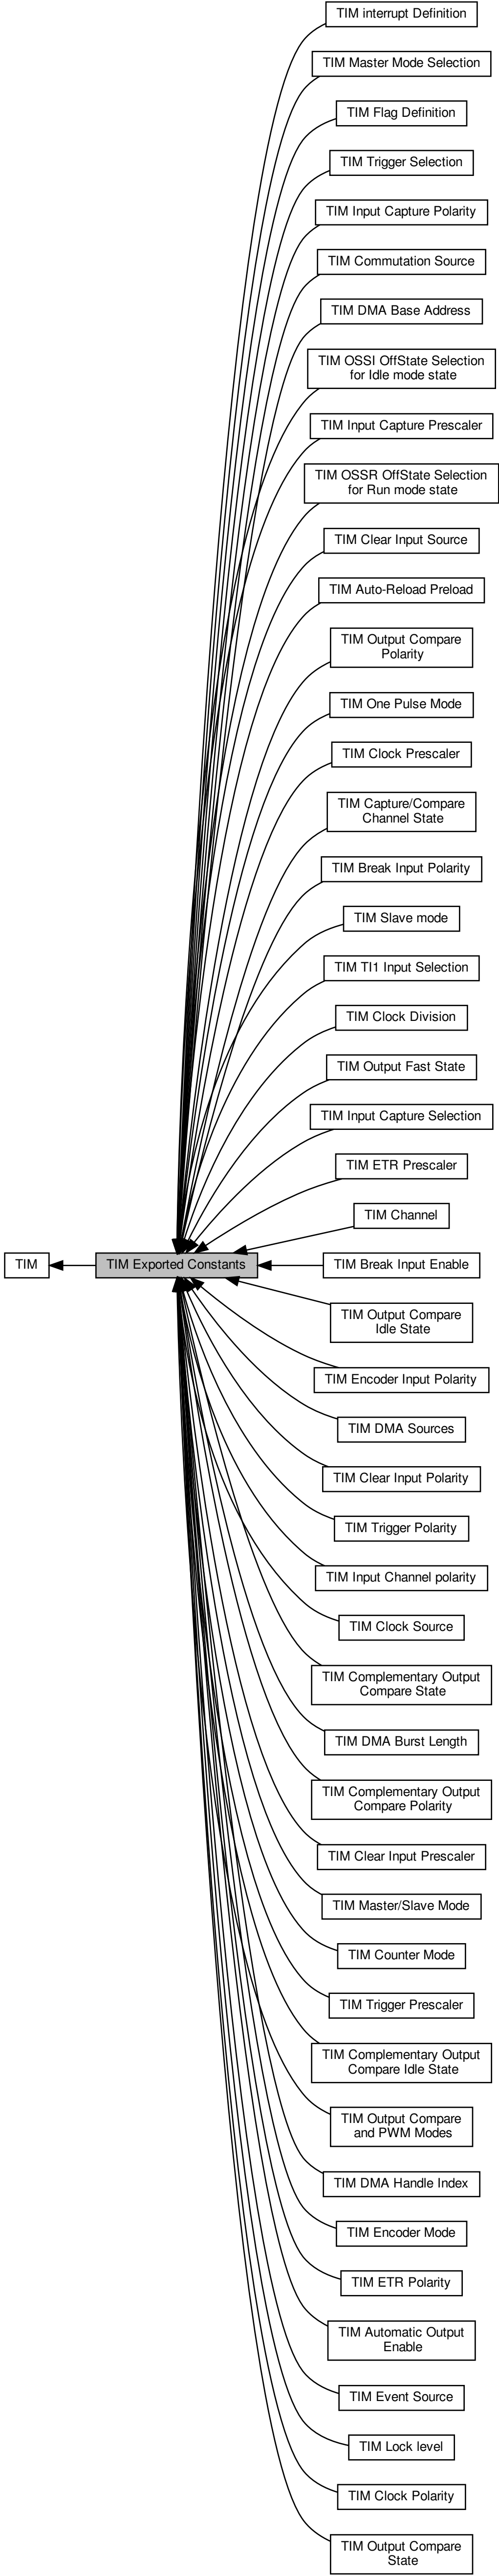 TIM interrupt Definition
TIM Master Mode Selection
TIM Flag Definition
TIM Trigger Selection
TIM Input Capture Polarity
TIM Commutation Source
TIM DMA Base Address
TIM OSSI OffState Selection
for Idle mode state
TIM Input Capture Prescaler
TIM OSSR OffState Selection
for Run mode state
TIM Clear Input Source
TIM Auto-Reload Preload
TIM Output Compare
Polarity
TIM One Pulse Mode
TIM Clock Prescaler
TIM Capture/Compare
Channel State
TIM Break Input Polarity
TIM Slave mode
TIM TI1 Input Selection
TIM Clock Division
TIM Output Fast State
TIM Input Capture Selection
TIM ETR Prescaler
TIM Channel
TIM
TIM Exported Constants
TIM Break Input Enable
TIM Output Compare
Idle State
TIM Encoder Input Polarity
TIM DMA Sources
TIM Clear Input Polarity
TIM Trigger Polarity
TIM Input Channel polarity
TIM Clock Source
TIM Complementary Output
Compare State
TIM DMA Burst Length
TIM Complementary Output
Compare Polarity
TIM Clear Input Prescaler
TIM Master/Slave Mode
TIM Counter Mode
TIM Trigger Prescaler
TIM Complementary Output
Compare Idle State
TIM Output Compare
and PWM Modes
TIM DMA Handle Index
TIM Encoder Mode
TIM ETR Polarity
TIM Automatic Output
Enable
TIM Event Source
TIM Lock level
TIM Clock Polarity
TIM Output Compare
State